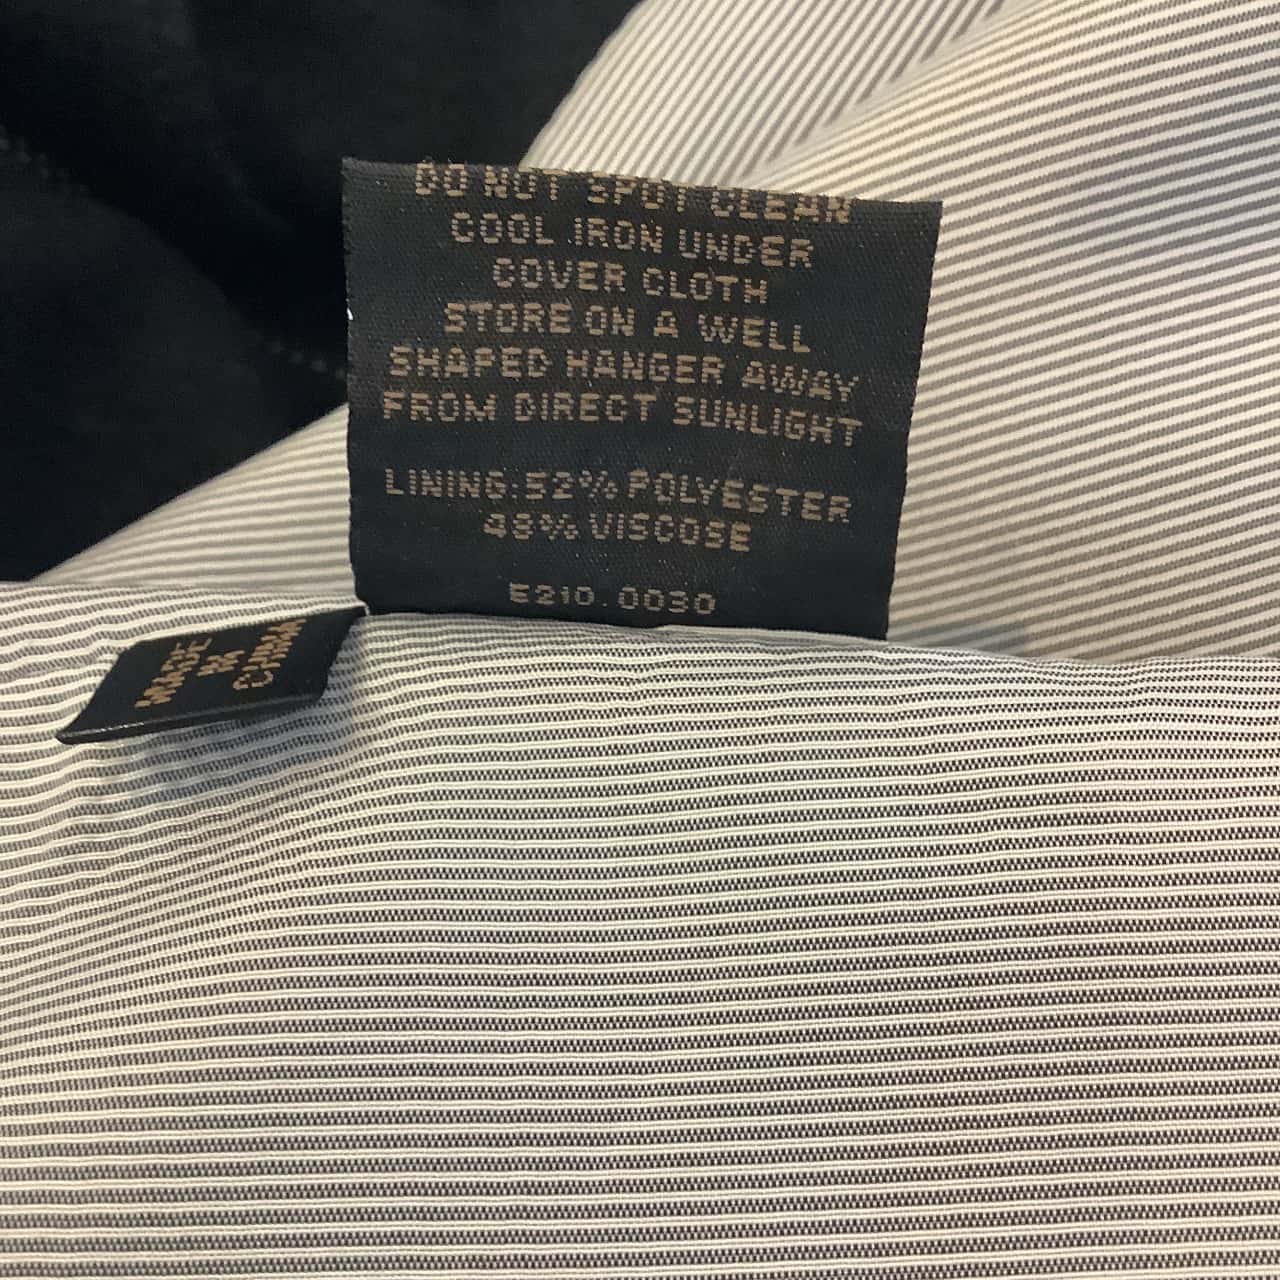 DO NOT SPOT CLEAN
COOL IRON UNDER
COVER CLOTH
STORE ON A WELL
SHAPED HANGER AWAY
FROM DIRECT SUNLIGHT
LINING:52% POLYESTER
48% VISCOSE
E210.0030
MADE
IN
CHINA